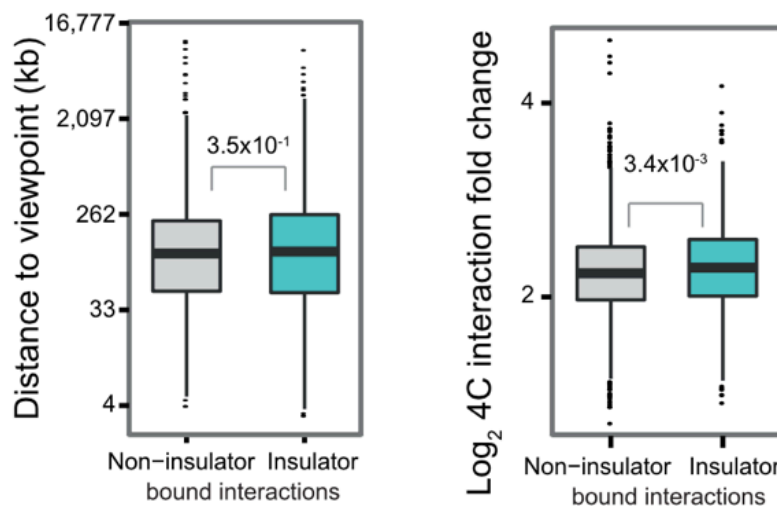 Distance to viewpoint (kb)
16,777
2,097
262
33
4
3.5x10⁻¹
Non−insulator Insulator
bound interactions
Log₂ 4C interaction fold change
4
2
3.4x10⁻³
Non−insulator Insulator
bound interactions